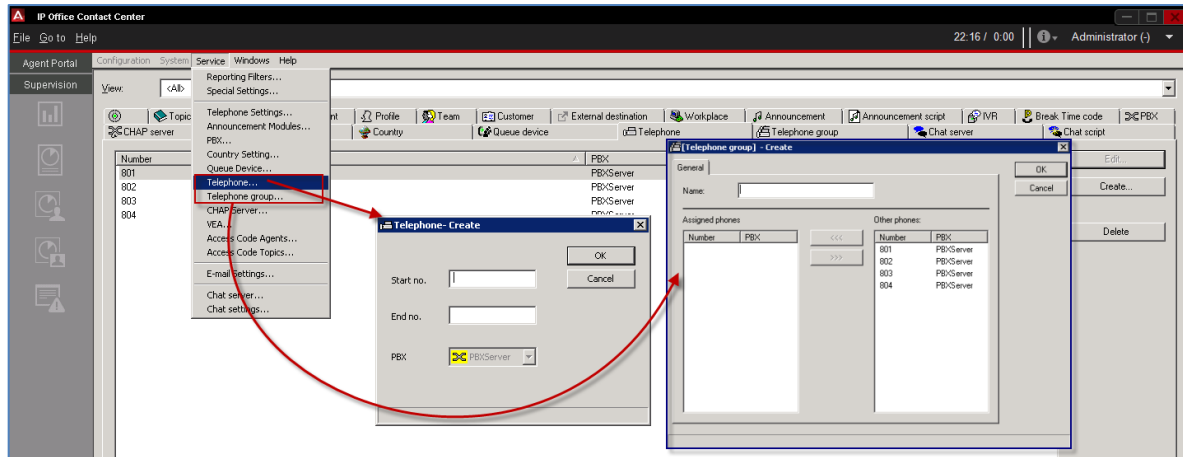 IP Office Contact Center
File Go to Help
22:16 / 0:00 Administrator (-)
Agent Portal
Configuration System Service Windows Help
Supervision
View: <All>
Reporting Filters...
Special Settings...
Telephone Settings...
Announcement Modules...
PBX...
Country Setting...
Queue Device...
Telephone...
Telephone group...
CHAP Server...
VEA...
Access Code Agents...
Access Code Topics...
E-mail Settings...
Chat server...
Chat settings...
Topic nt Profile Team Customer External destination Workplace Announcement Announcement script IVR Break Time code PBX
CHAP server Country Queue device Telephone Telephone group Chat server Chat script
Number PBX
801 PBXServer
802 PBXServer
803 PBXServer
804 PBXServer
Edit...
Create...
Delete
Telephone- Create
OK
Cancel
Start no.
End no.
PBX PBXServer
[Telephone group] - Create
General
OK
Cancel
Name:
Assigned phones Other phones:
Number PBX <<< Number PBX
>>>
801 PBXServer
802 PBXServer
803 PBXServer
804 PBXServer